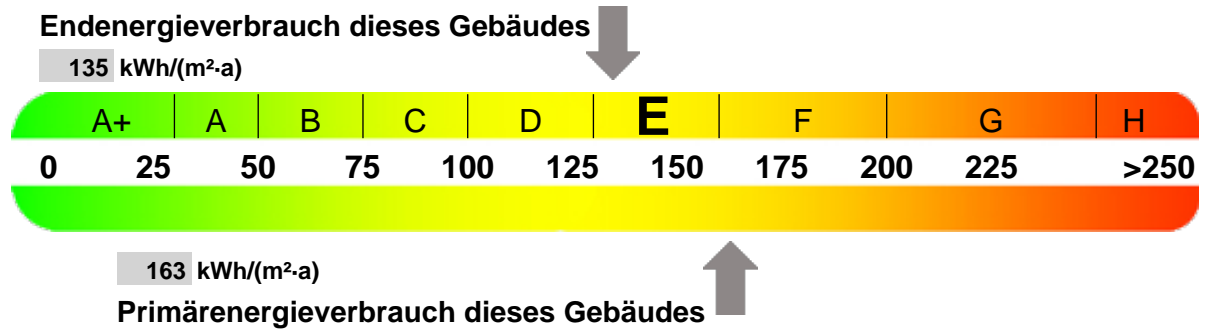 Endenergieverbrauch dieses Gebäudes
135 kWh/(m²·a)
A+ A B C D E F G H
0 25 50 75 100 125 150 175 200 225 >250
163 kWh/(m²·a)
Primärenergieverbrauch dieses Gebäudes